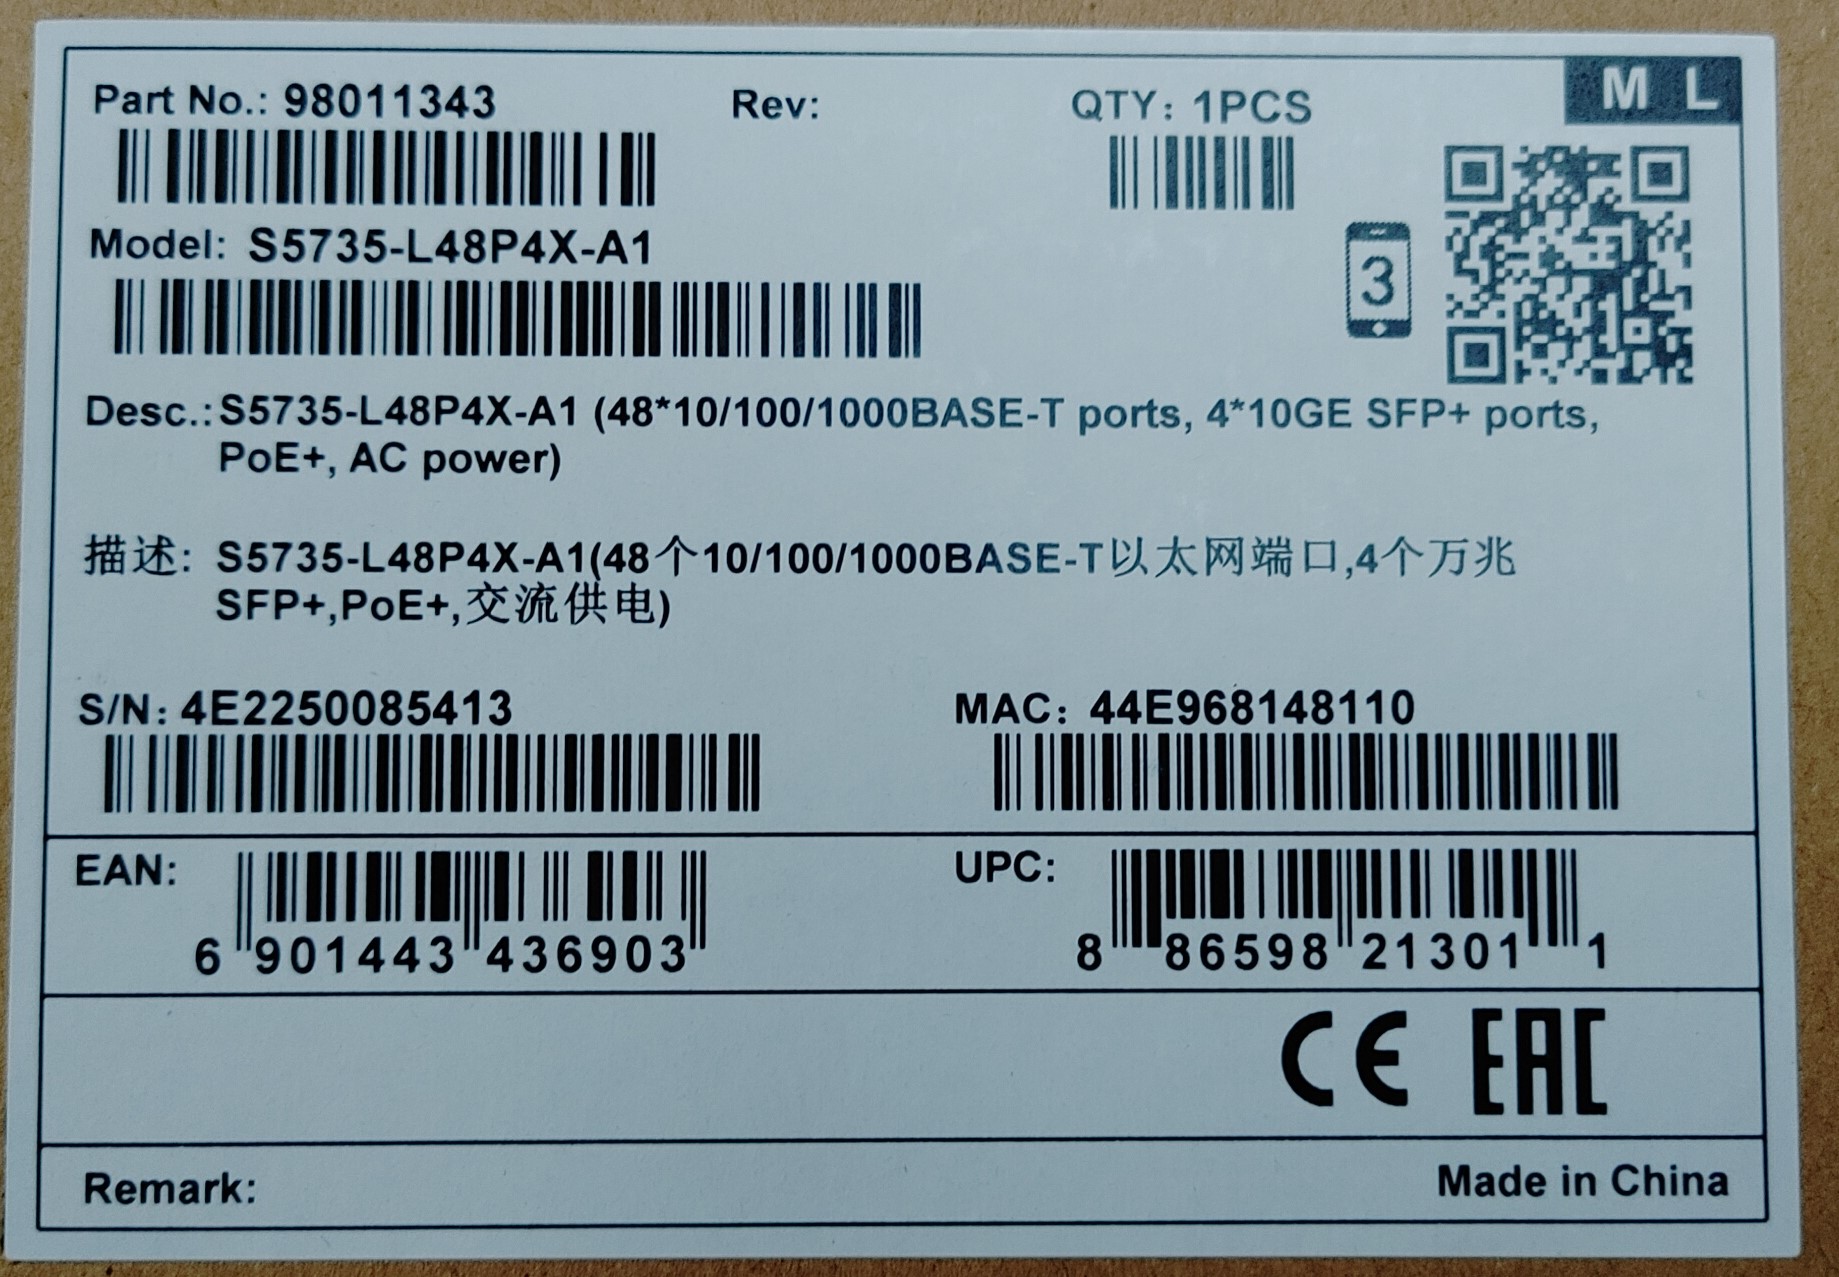 Part No.: 98011343 Rev: QTY: 1PCS M L
Model: S5735-L48P4X-A1
3
Desc.: S5735-L48P4X-A1 (48*10/100/1000BASE-T ports, 4*10GE SFP+ ports,
PoE+, AC power)
描述: S5735-L48P4X-A1(48个10/100/1000BASE-T以太网端口,4个万兆
SFP+,PoE+,交流供电)
S/N: 4E2250085413 MAC: 44E968148110
EAN: UPC:
6 901443 436903 8 86598 21301 1
CE EAC
Remark: Made in China